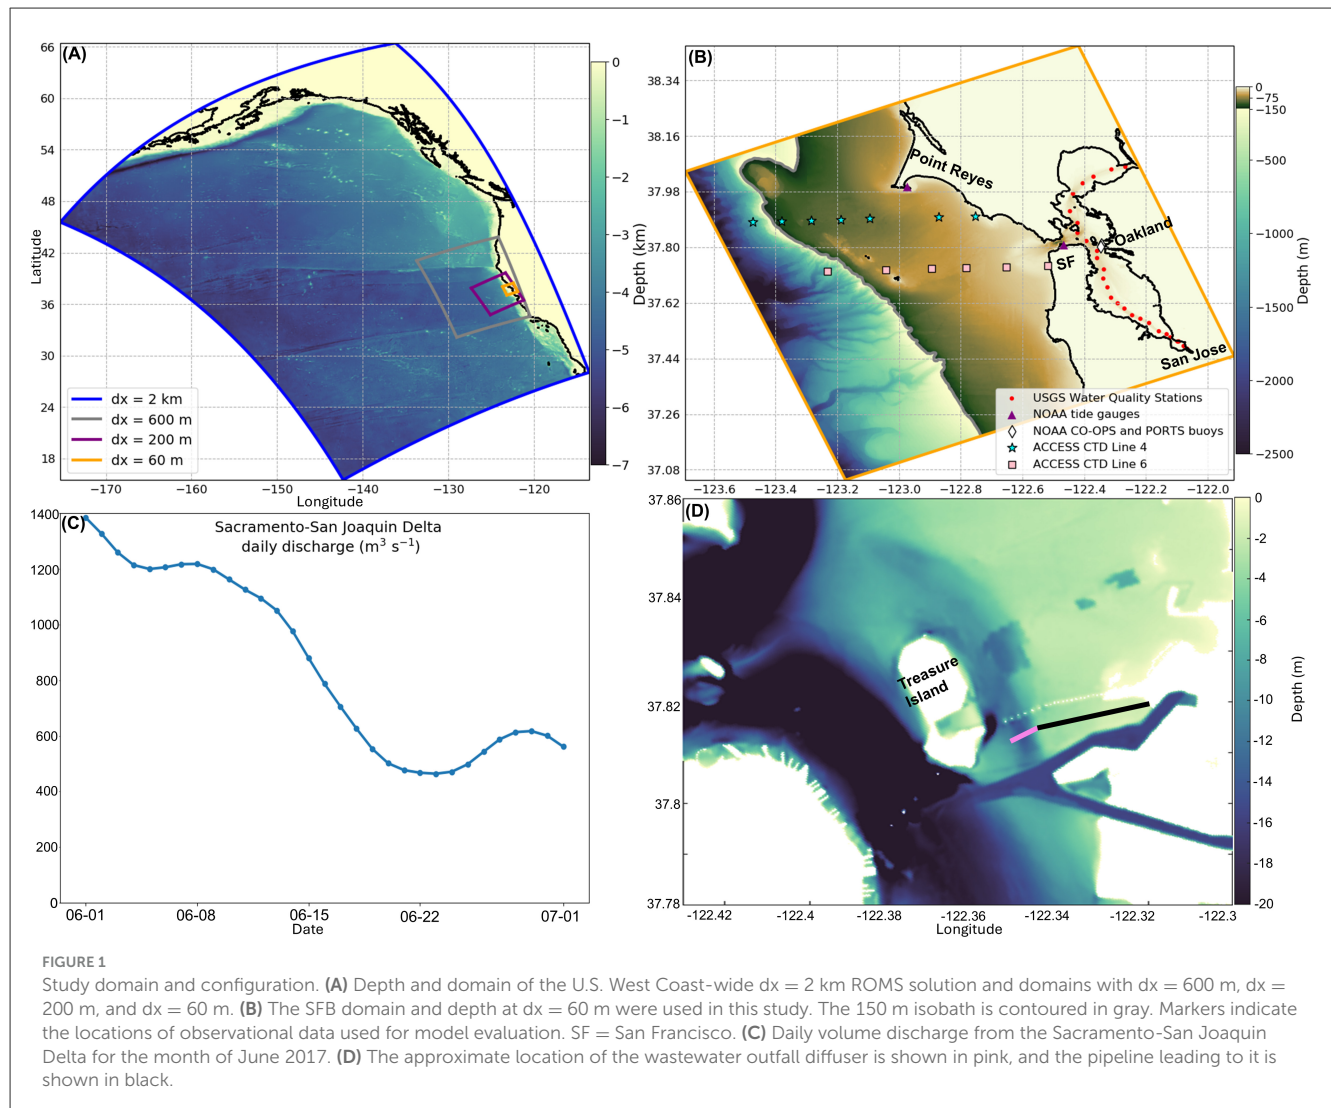 (A)
66
60
54
48
42
36
30
24
18
Latitude
−170
−160
−150
−140
−130
−120
Longitude
dx = 2 km
dx = 600 m
dx = 200 m
dx = 60 m
0
−1
−2
−3
−4
−5
−6
−7
Depth (km)
(B)
38.34
38.16
37.98
37.80
37.62
37.44
37.26
37.08
Point Reyes
Oakland
SF
San Jose
USGS Water Quality Stations
NOAA tide gauges
NOAA CO-OPS and PORTS buoys
ACCESS CTD Line 4
ACCESS CTD Line 6
−123.6
−123.4
−123.2
−123.0
−122.8
−122.6
−122.4
−122.2
−122.0
0
−75
−150
−500
−1000
−1500
−2000
−2500
Depth (m)
(C)
Sacramento-San Joaquin Delta
daily discharge (m³ s⁻¹)
1400
1200
1000
800
600
400
200
0
06-01
06-08
06-15
06-22
07-01
Date
(D)
37.86
37.84
37.82
37.8
37.78
Treasure
Island
-122.42
-122.4
-122.38
-122.36
-122.34
-122.32
-122.3
Longitude
0
-2
-4
-6
-8
-10
-12
-14
-16
-18
-20
Depth (m)
FIGURE 1
Study domain and configuration. (A) Depth and domain of the U.S. West Coast-wide dx = 2 km ROMS solution and domains with dx = 600 m, dx =
200 m, and dx = 60 m. (B) The SFB domain and depth at dx = 60 m were used in this study. The 150 m isobath is contoured in gray. Markers indicate
the locations of observational data used for model evaluation. SF = San Francisco. (C) Daily volume discharge from the Sacramento-San Joaquin
Delta for the month of June 2017. (D) The approximate location of the wastewater outfall diffuser is shown in pink, and the pipeline leading to it is
shown in black.